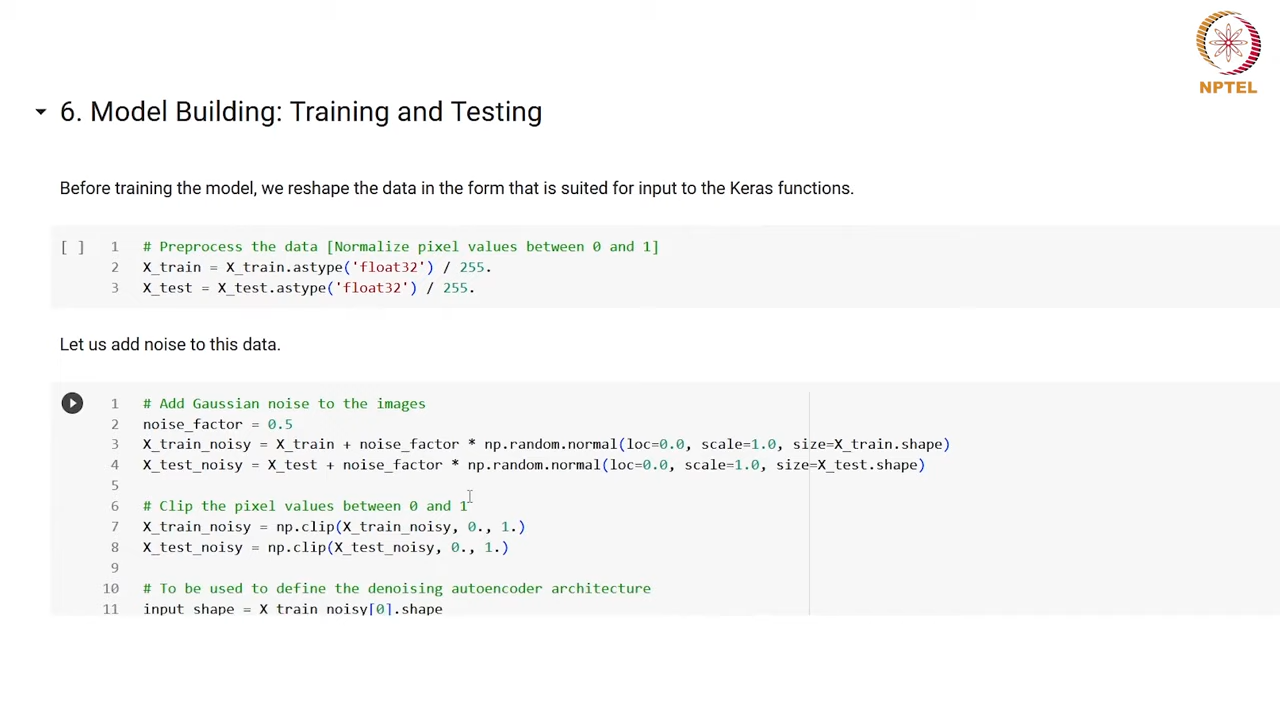 NPTEL
6. Model Building: Training and Testing
Before training the model, we reshape the data in the form that is suited for input to the Keras functions.
[ ] 1 # Preprocess the data [Normalize pixel values between 0 and 1]
2 X_train = X_train.astype('float32') / 255.
3 X_test = X_test.astype('float32') / 255.
Let us add noise to this data.
1 # Add Gaussian noise to the images
2 noise_factor = 0.5
3 X_train_noisy = X_train + noise_factor * np.random.normal(loc=0.0, scale=1.0, size=X_train.shape)
4 X_test_noisy = X_test + noise_factor * np.random.normal(loc=0.0, scale=1.0, size=X_test.shape)
5
6 # Clip the pixel values between 0 and 1
7 X_train_noisy = np.clip(X_train_noisy, 0., 1.)
8 X_test_noisy = np.clip(X_test_noisy, 0., 1.)
9
10 # To be used to define the denoising autoencoder architecture
11 input_shape = X_train_noisy[0].shape